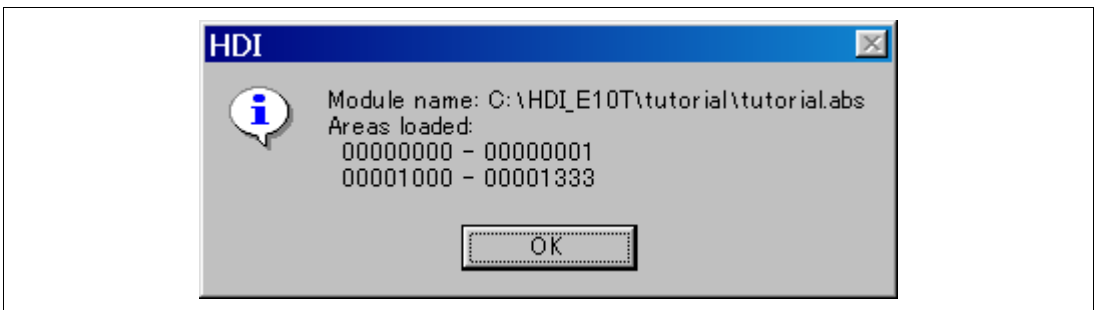 HDI
Module name: C:\HDI_E10T\tutorial\tutorial.abs
Areas loaded:
00000000 - 00000001
00001000 - 00001333
OK